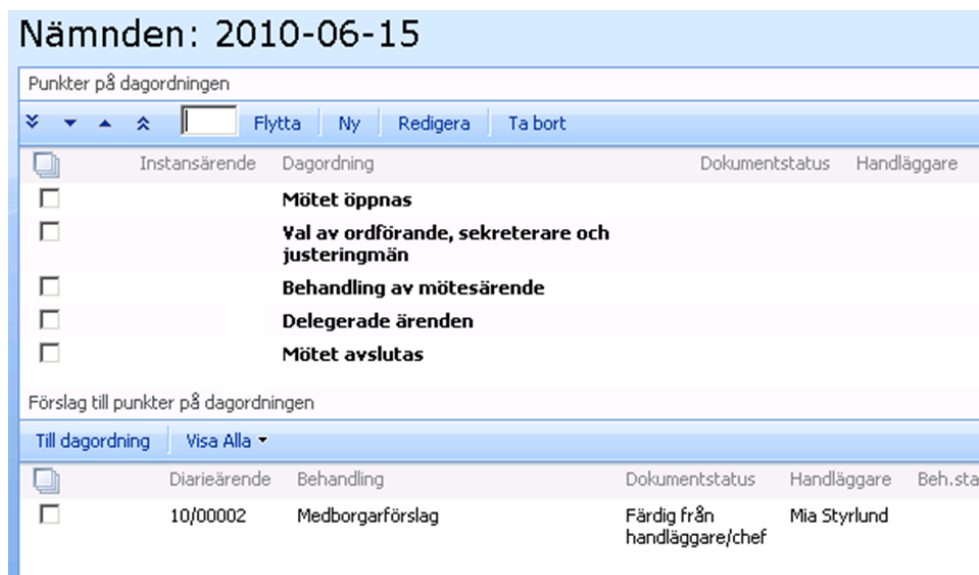 Nämnden: 2010-06-15
Punkter på dagordningen
Flytta Ny Redigera Ta bort
Instansärende Dagordning Dokumentstatus Handläggare
Mötet öppnas
Val av ordförande, sekreterare och
justeringmän
Behandling av mötesärende
Delegerade ärenden
Mötet avslutas
Förslag till punkter på dagordningen
Till dagordning Visa Alla
Diarieärende Behandling Dokumentstatus Handläggare Beh.sta
10/00002 Medborgarförslag Färdig från Mia Styrlund
handläggare/chef